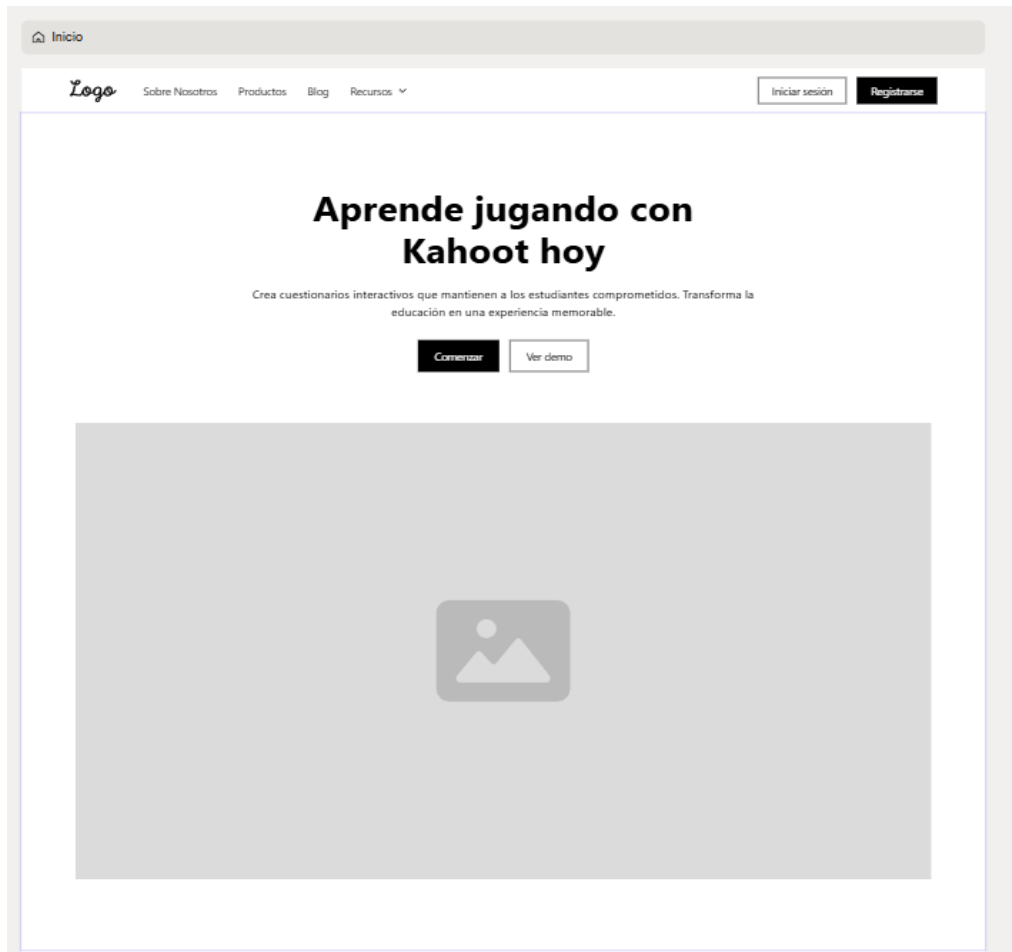 Inicio
Logo Sobre Nosotros Productos Blog Recursos Iniciar sesión Registrarse
Aprende jugando con
Kahoot hoy
Crea cuestionarios interactivos que mantienen a los estudiantes comprometidos. Transforma la
educación en una experiencia memorable.
Comenzar Ver demo